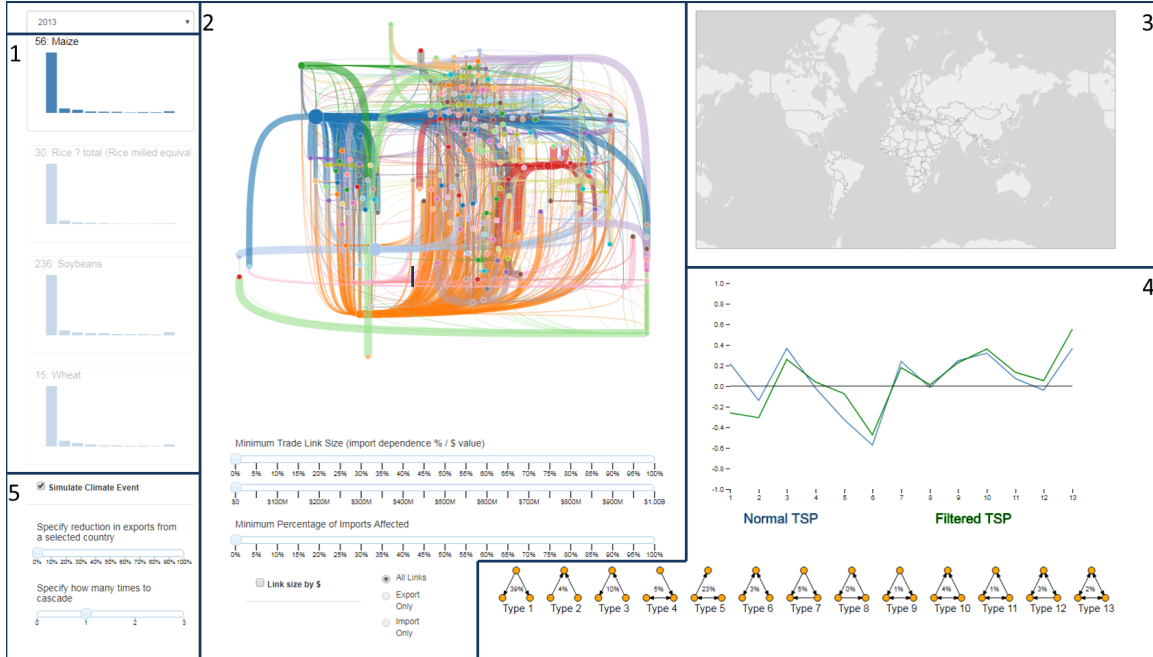 2013
1
56: Maize
30: Rice ? total (Rice milled equiva
236: Soybeans
15: Wheat
5
Simulate Climate Event
Specify reduction in exports from
a selected country
0% 10% 20% 30% 40% 50% 60% 70% 80% 90% 100%
Specify how many times to
cascade
0 1 2 3
2
Minimum Trade Link Size (import dependence % / $ value)
0% 5% 10% 15% 20% 25% 30% 35% 40% 45% 50% 55% 60% 65% 70% 75% 80% 85% 90% 95% 100%
$0 $100M $200M $300M $400M $500M $600M $700M $800M $900M $1.00B
Minimum Percentage of Imports Affected
0% 5% 10% 15% 20% 25% 30% 35% 40% 45% 50% 55% 60% 65% 70% 75% 80% 85% 90% 95% 100%
Link size by $
All Links
Export
Only
Import
Only
3
4
1.0
0.8
0.6
0.4
0.2
0.0
-0.2
-0.4
-0.6
-0.8
-1.0
1 2 3 4 5 6 7 8 9 10 11 12 13
Normal TSP Filtered TSP
39% 4% 10% 5% 23% 3% 5% 0% 1% 4% 1% 3% 2%
Type 1 Type 2 Type 3 Type 4 Type 5 Type 6 Type 7 Type 8 Type 9 Type 10 Type 11 Type 12 Type 13